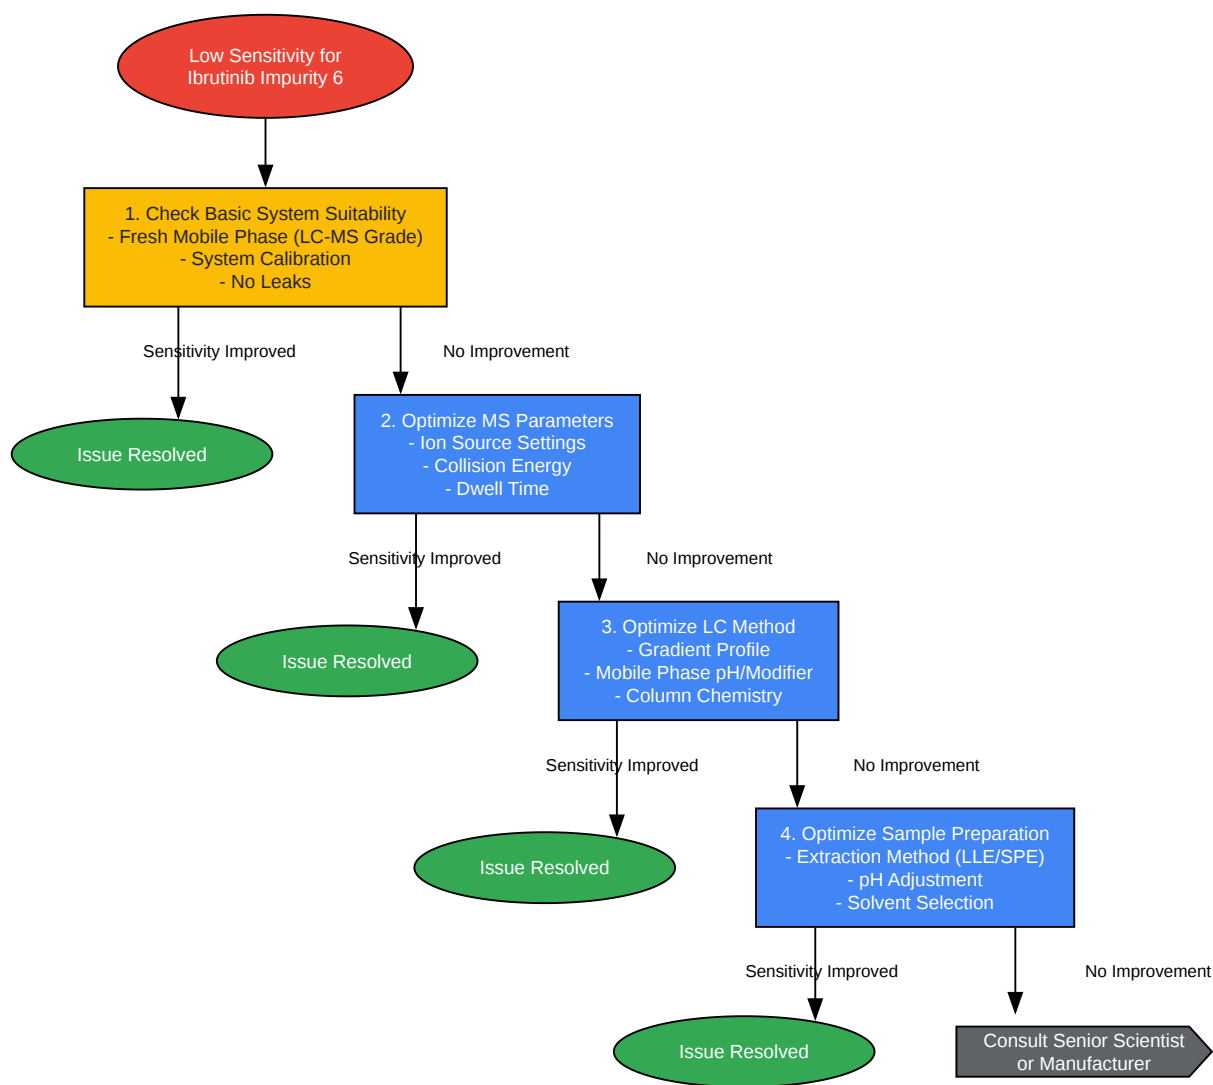 Low Sensitivity for
Ibrutinib Impurity 6
1. Check Basic System Suitability
- Fresh Mobile Phase (LC-MS Grade)
- System Calibration
- No Leaks
Sensitivity Improved
No Improvement
Issue Resolved
2. Optimize MS Parameters
- Ion Source Settings
- Collision Energy
- Dwell Time
Sensitivity Improved
No Improvement
Issue Resolved
3. Optimize LC Method
- Gradient Profile
- Mobile Phase pH/Modifier
- Column Chemistry
Sensitivity Improved
No Improvement
Issue Resolved
4. Optimize Sample Preparation
- Extraction Method (LLE/SPE)
- pH Adjustment
- Solvent Selection
Sensitivity Improved
No Improvement
Issue Resolved
Consult Senior Scientist
or Manufacturer